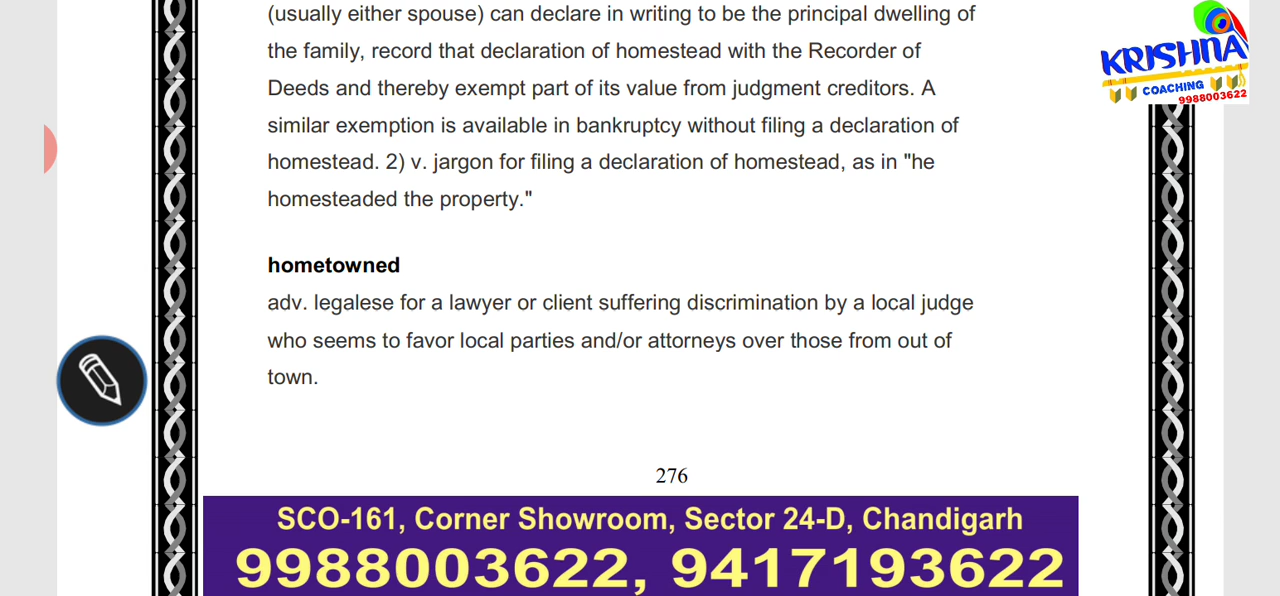 (usually either spouse) can declare in writing to be the principal dwelling of
the family, record that declaration of homestead with the Recorder of
Deeds and thereby exempt part of its value from judgment creditors. A
similar exemption is available in bankruptcy without filing a declaration of
homestead. 2) v. jargon for filing a declaration of homestead, as in "he
homesteaded the property."
hometowned
adv. legalese for a lawyer or client suffering discrimination by a local judge
who seems to favor local parties and/or attorneys over those from out of
town.
276
SCO-161, Corner Showroom, Sector 24-D, Chandigarh
9988003622, 9417193622
KRISHNA
COACHING
9988003622